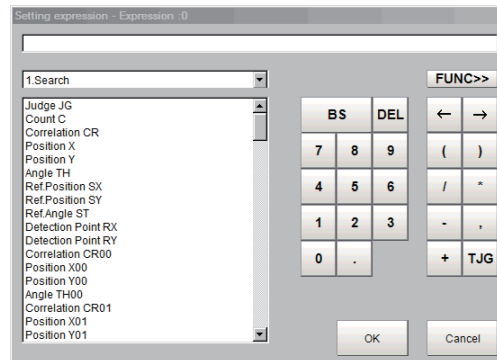 Setting expression - Expression :0
1.Search
FUNC>>
Judge JG
Count C
Correlation CR
Position X
Position Y
Angle TH
Ref.Position SX
Ref.Position SY
Ref.Angle ST
Detection Point RX
Detection Point RY
Correlation CR00
Position X00
Position Y00
Angle TH00
Correlation CR01
Position X01
Position Y01
BS DEL ← →
7 8 9 ( )
4 5 6 / *
1 2 3 - ,
0 . + TJG
OK Cancel